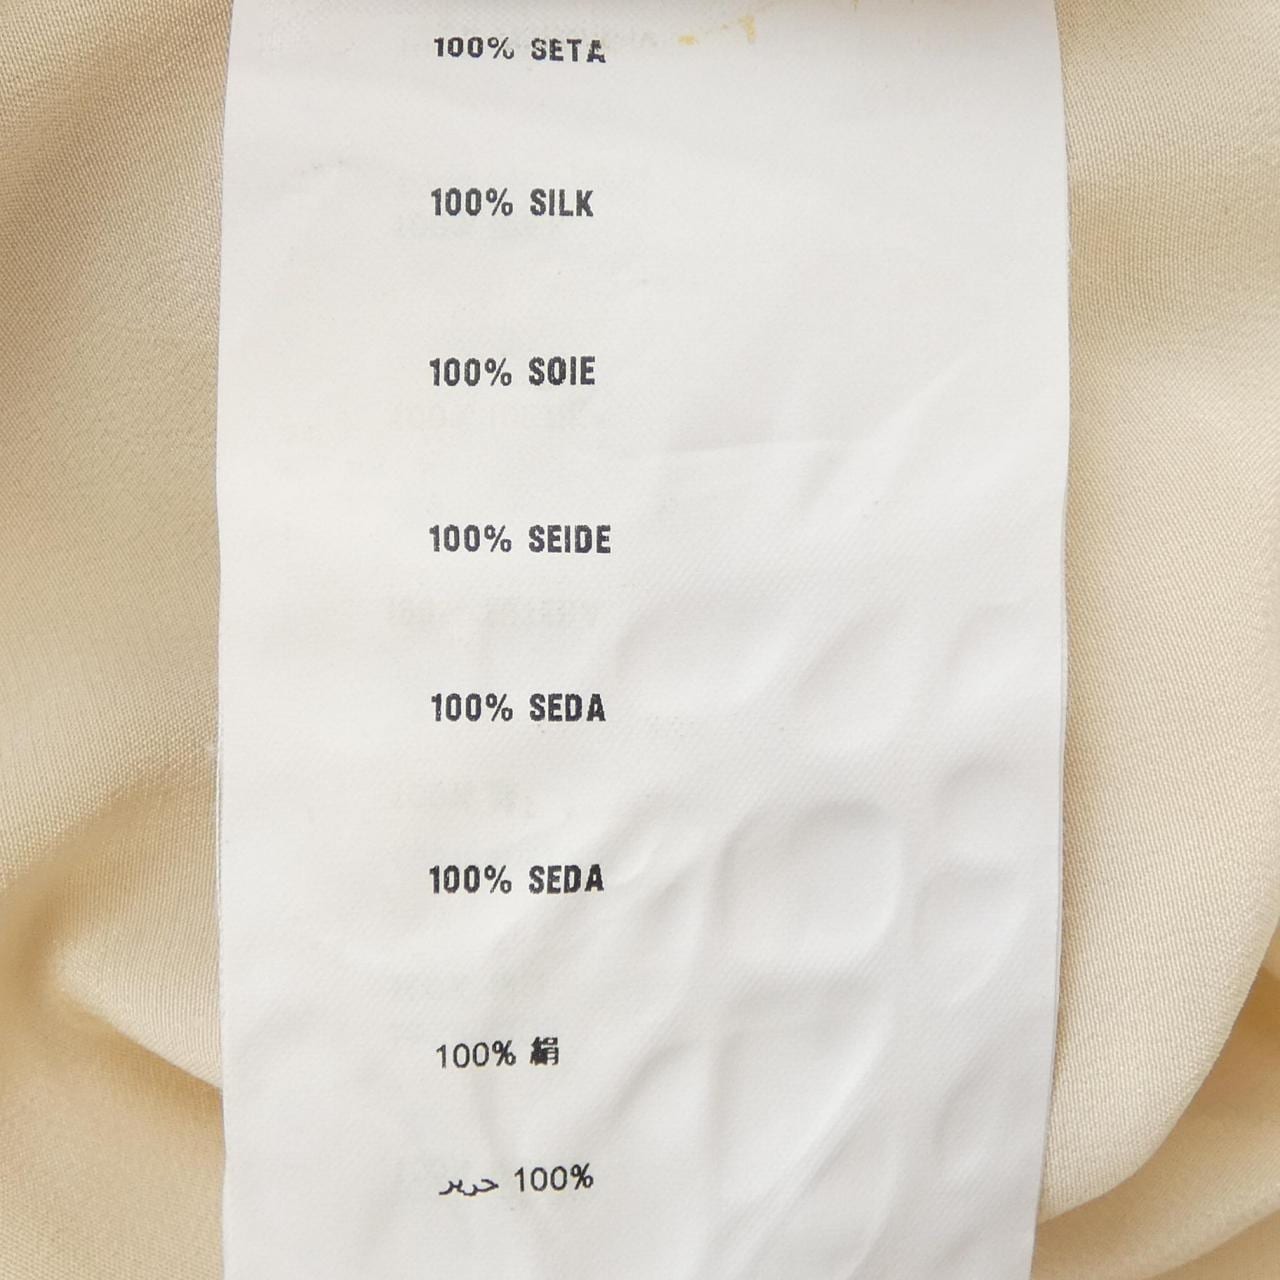 100% SETA
100% SILK
100% SOIE
100% SEIDE
100% SEDA
100% SEDA
100% 絹
100% حرير